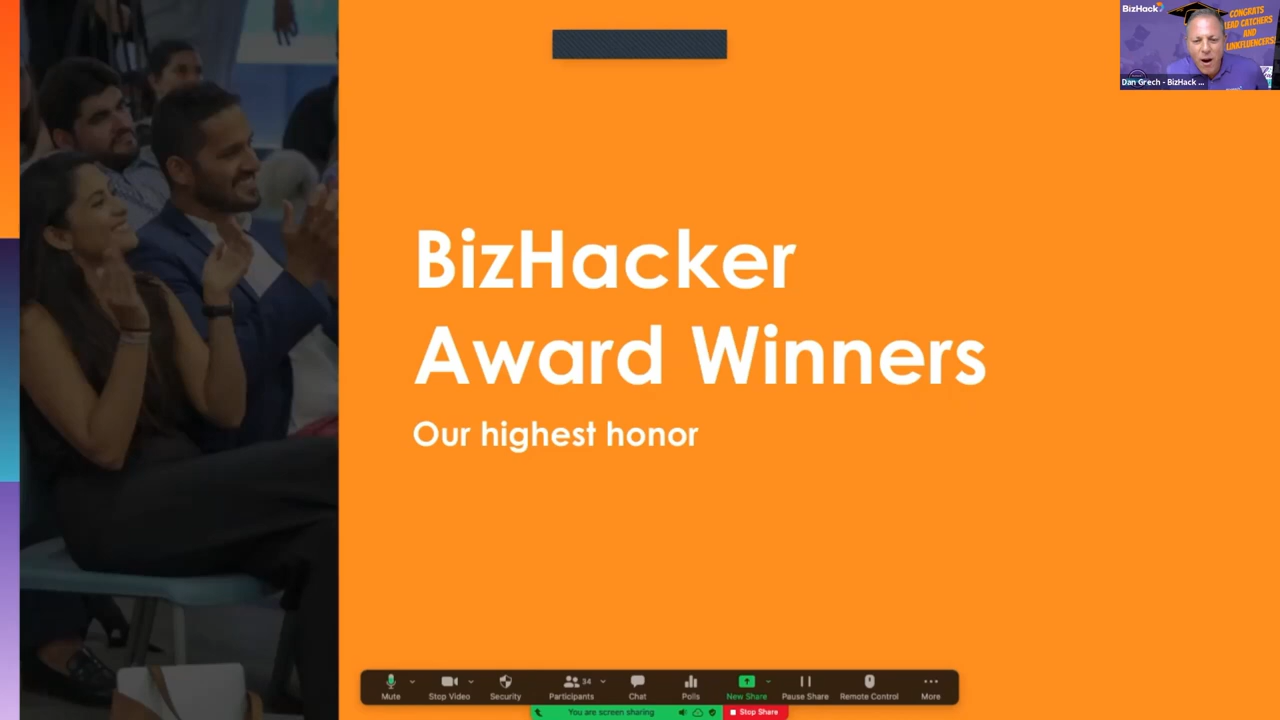 BizHack
CONGRATS
LEAD CATCHERS
AND
LINKFLUENCERS!
Dan Grech - BizHack ...
BizHacker
Award Winners
Our highest honor
Mute
Stop Video
Security
34
Participants
Chat
Polls
New Share
Pause Share
Remote Control
More
You are screen sharing
Stop Share